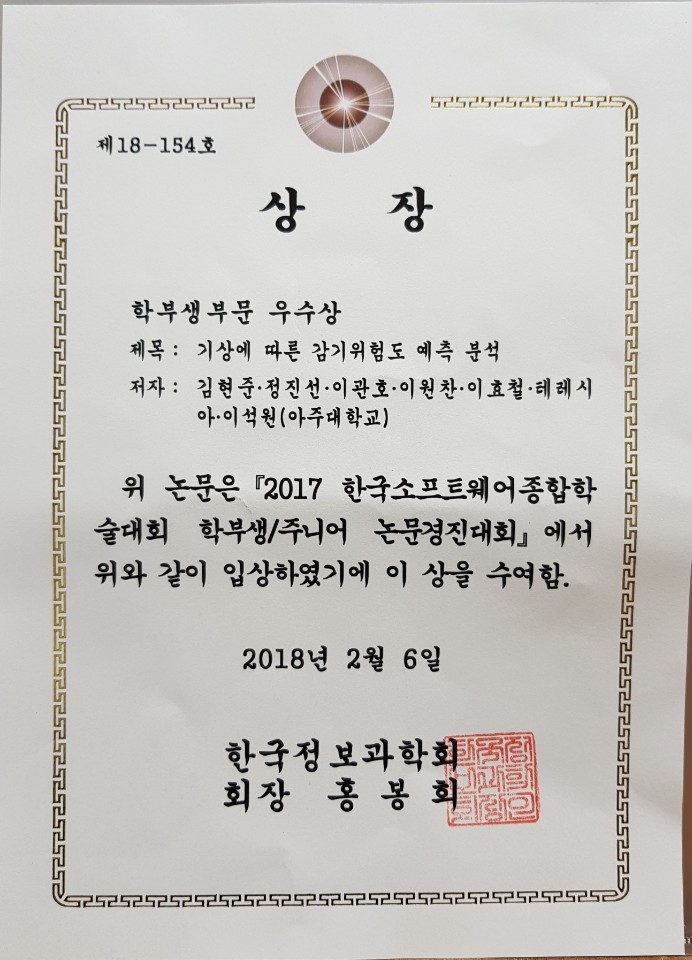 제18-154호
상 장
학부생부문 우수상
제목 : 기상에 따른 감기위험도 예측 분석
저자 : 김현준·정진선·이관호·이원찬·이효철·테레시
아·이석원(아주대학교)
위 논문은 『2017 한국소프트웨어종합학
술대회 학부생/주니어 논문경진대회』에서
위와 같이 입상하였기에 이 상을 수여함.
2018년 2월 6일
한국정보과학회
회장 홍봉희